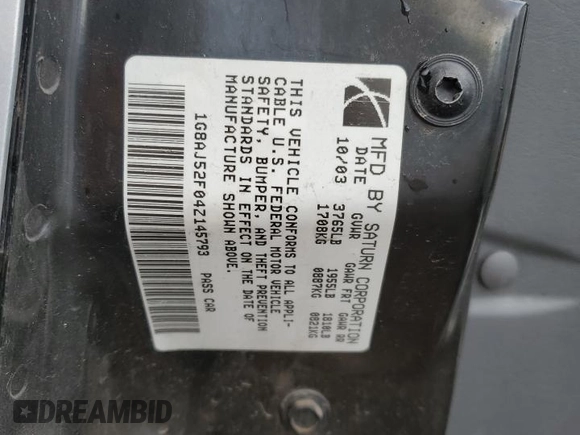 MFD BY SATURN CORPORATION
DATE GVWR GAWR FRT GAWR RR
10/03 3765LB 1955LB 1810LB
1708KG 0887KG 0821KG
THIS VEHICLE CONFORMS TO ALL APPLI-
CABLE U.S. FEDERAL MOTOR VEHICLE
SAFETY, BUMPER, AND THEFT PREVENTION
STANDARDS IN EFFECT ON THE DATE OF
MANUFACTURE SHOWN ABOVE.
1G8AJ52F04Z145793 PASS CAR
DREAMBID